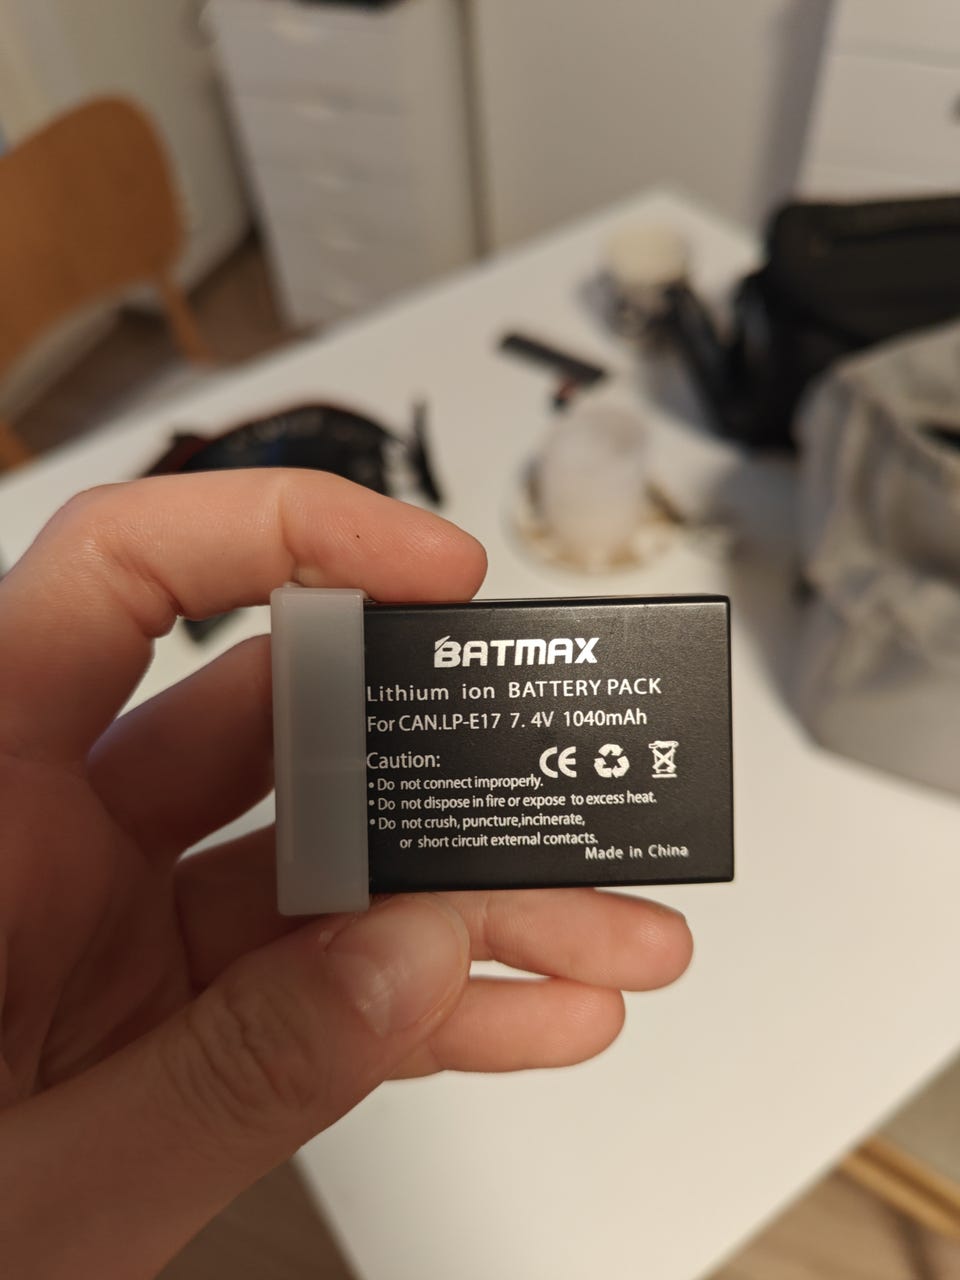 BATMAX
Lithium ion BATTERY PACK
For CAN.LP-E17 7. 4V 1040mAh
Caution:
CE
• Do not connect improperly.
• Do not dispose in fire or expose to excess heat.
• Do not crush, puncture,incinerate,
or short circuit external contacts.
Made in China